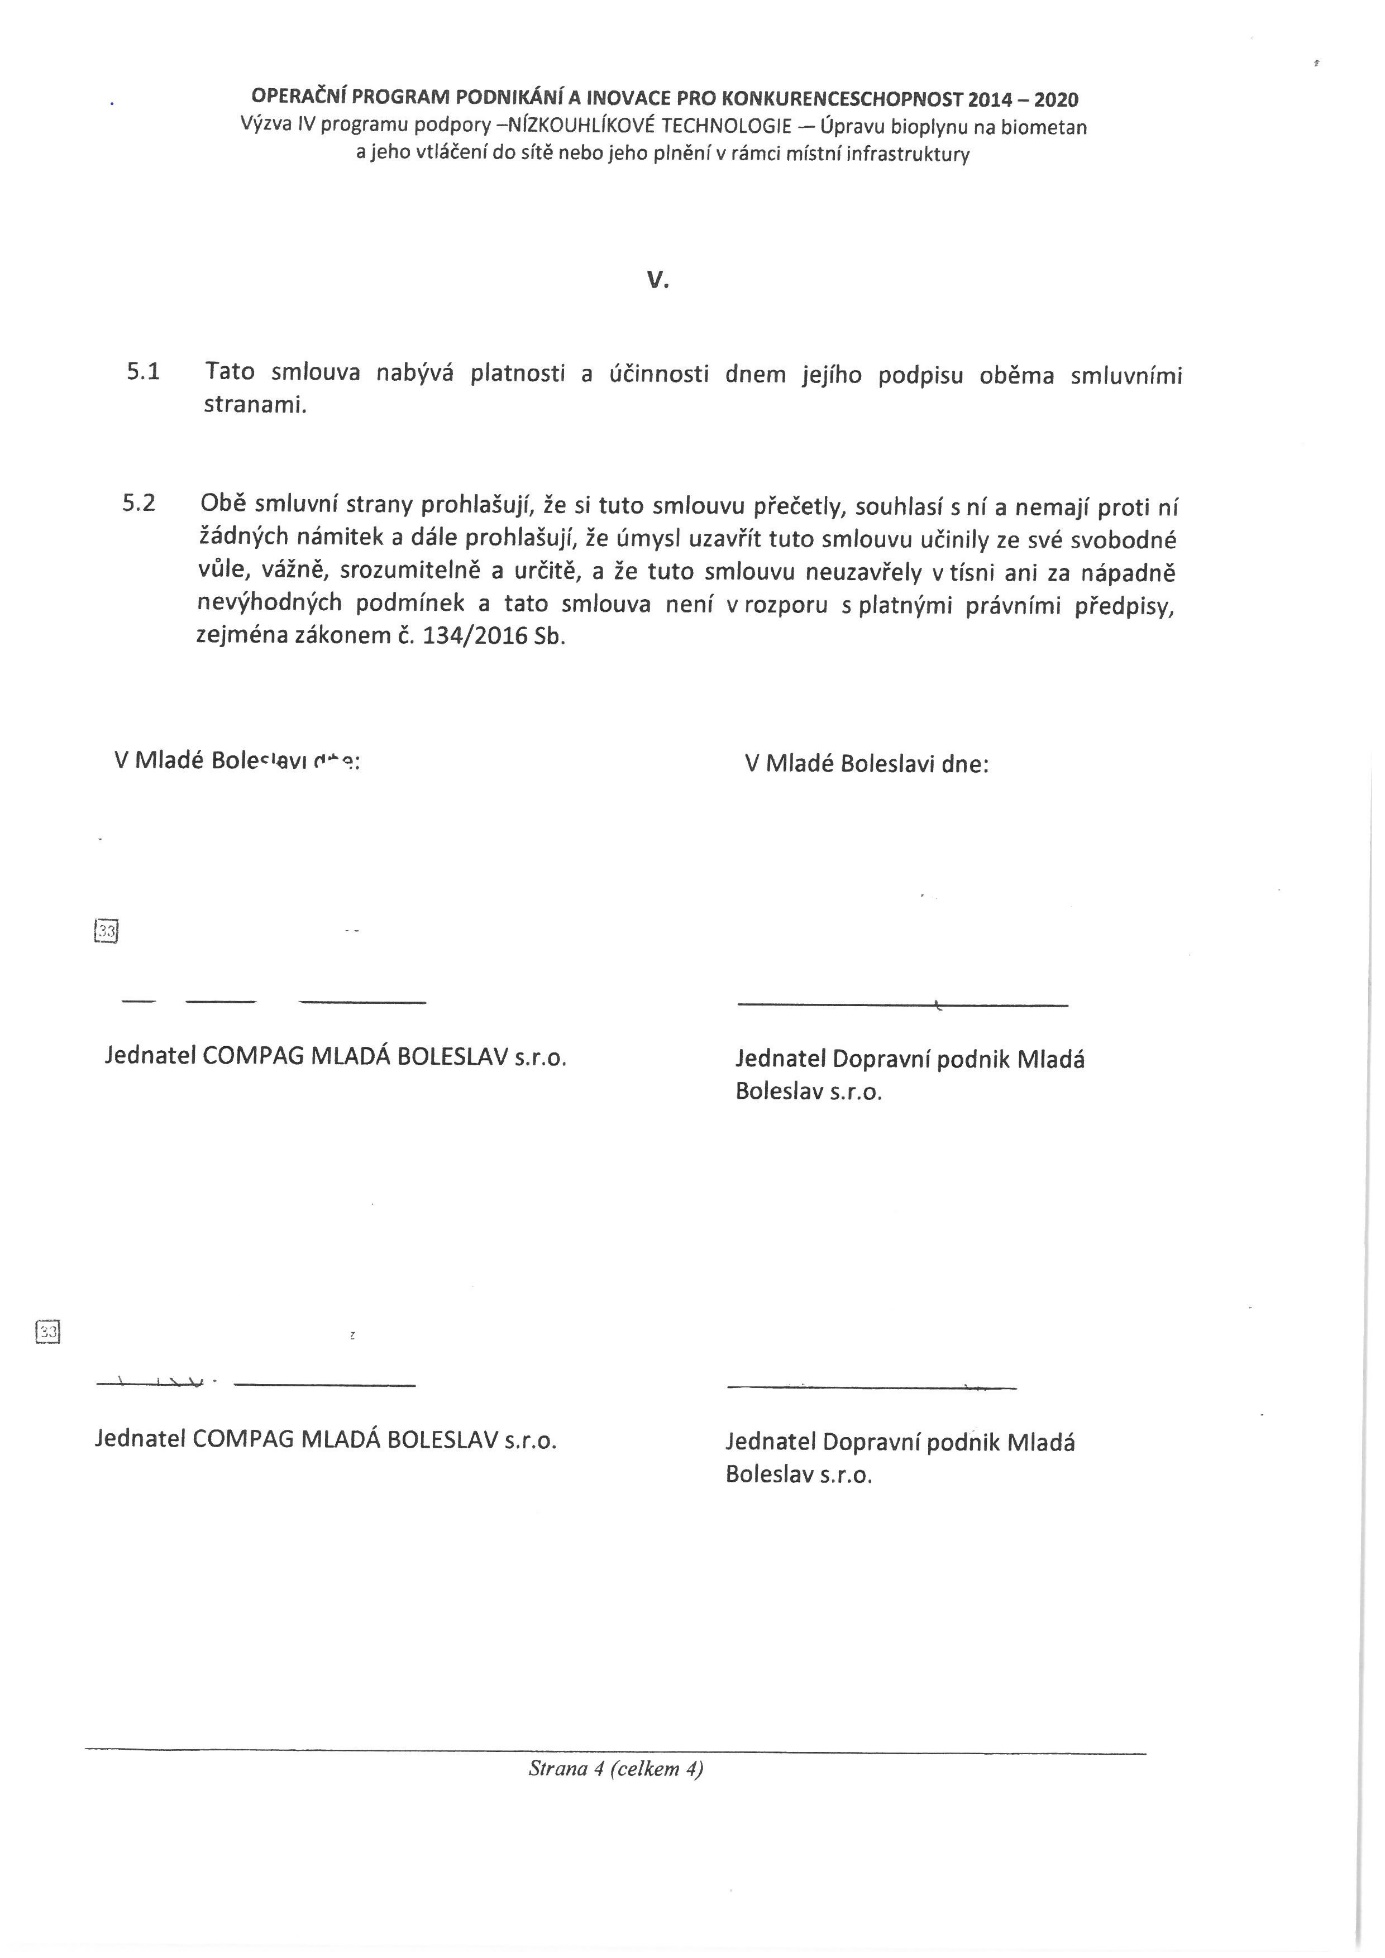 OPERAČNÍ PROGRAM PODNIKÁNÍ A INOVACE PRO KONKURENCESCHOPNOST 2014 – 2020
Výzva IV programu podpory –NÍZKOUHLÍKOVÉ TECHNOLOGIE — Úpravu bioplynu na biometan
a jeho vtláčení do sítě nebo jeho plnění v rámci místní infrastruktury
V.
5.1 Tato smlouva nabývá platnosti a účinnosti dnem jejího podpisu oběma smluvními
stranami.
5.2 Obě smluvní strany prohlašují, že si tuto smlouvu přečetly, souhlasí s ní a nemají proti ní
žádných námitek a dále prohlašují, že úmysl uzavřít tuto smlouvu učinily ze své svobodné
vůle, vážně, srozumitelně a určitě, a že tuto smlouvu neuzavřely v tísni ani za nápadně
nevýhodných podmínek a tato smlouva není v rozporu s platnými právními předpisy,
zejména zákonem č. 134/2016 Sb.
V Mladé Boleslavi dne: V Mladé Boleslavi dne:
33
Jednatel COMPAG MLADÁ BOLESLAV s.r.o. Jednatel Dopravní podnik Mladá
Boleslav s.r.o.
33
Jednatel COMPAG MLADÁ BOLESLAV s.r.o. Jednatel Dopravní podnik Mladá
Boleslav s.r.o.
Strana 4 (celkem 4)